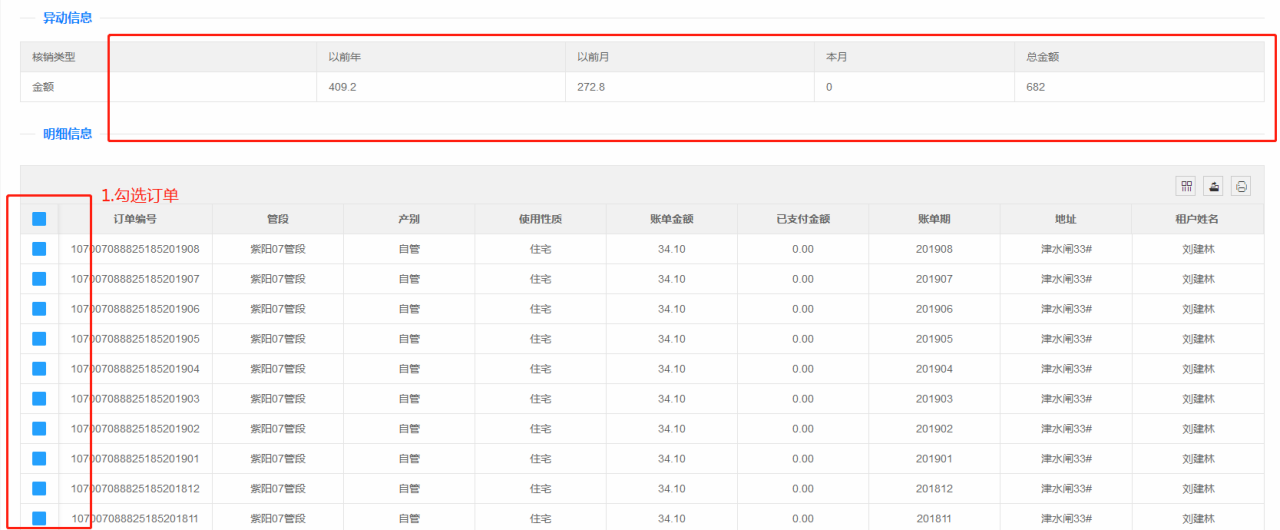 异动信息
核销类型 以前年 以前月 本月 总金额
金额 409.2 272.8 0 682
明细信息
1.勾选订单
订单编号 管段 产别 使用性质 账单金额 已支付金额 账单期 地址 租户姓名
107007088825185201908 紫阳07管段 自管 住宅 34.10 0.00 201908 津水闸33# 刘建林
107007088825185201907 紫阳07管段 自管 住宅 34.10 0.00 201907 津水闸33# 刘建林
107007088825185201906 紫阳07管段 自管 住宅 34.10 0.00 201906 津水闸33# 刘建林
107007088825185201905 紫阳07管段 自管 住宅 34.10 0.00 201905 津水闸33# 刘建林
107007088825185201904 紫阳07管段 自管 住宅 34.10 0.00 201904 津水闸33# 刘建林
107007088825185201903 紫阳07管段 自管 住宅 34.10 0.00 201903 津水闸33# 刘建林
107007088825185201902 紫阳07管段 自管 住宅 34.10 0.00 201902 津水闸33# 刘建林
107007088825185201901 紫阳07管段 自管 住宅 34.10 0.00 201901 津水闸33# 刘建林
107007088825185201812 紫阳07管段 自管 住宅 34.10 0.00 201812 津水闸33# 刘建林
107007088825185201811 紫阳07管段 自管 住宅 34.10 0.00 201811 津水闸33# 刘建林